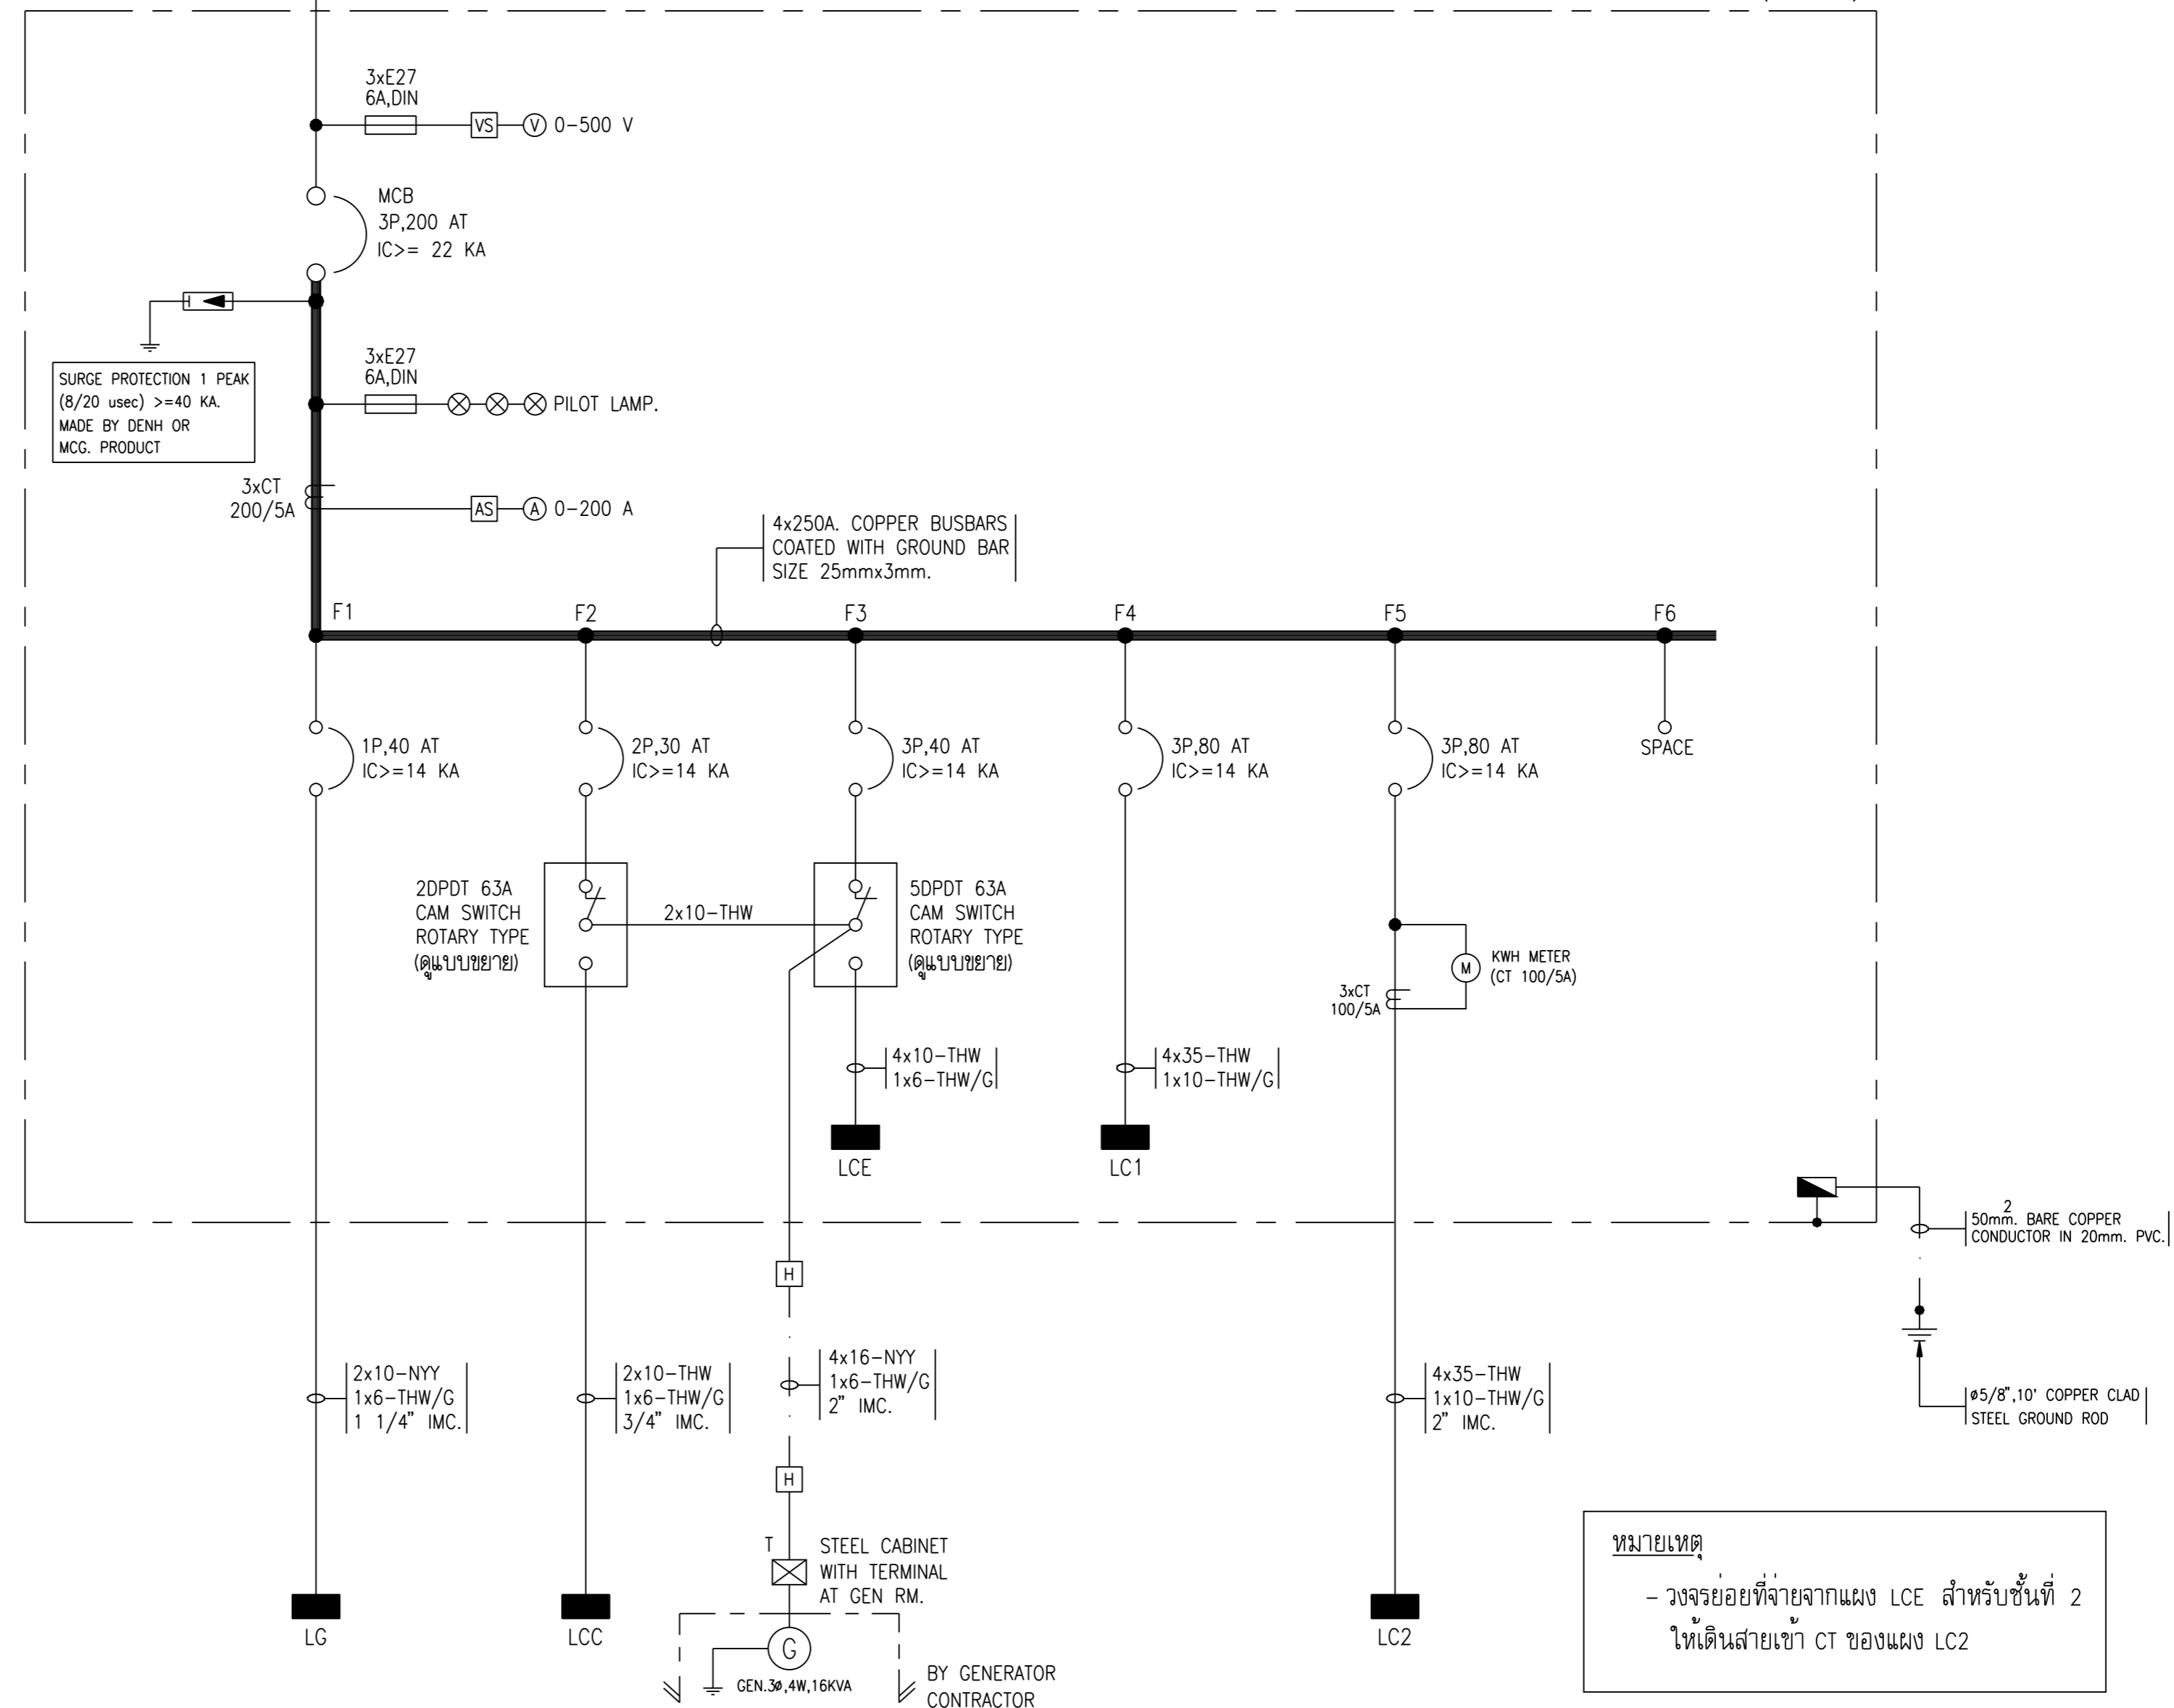 3xE27
6A,DIN
VS
V
0-500 V
MCB
3P,200 AT
IC>= 22 KA
SURGE PROTECTION 1 PEAK
(8/20 usec) >=40 KA.
MADE BY DENH OR
MCG. PRODUCT
3xE27
6A,DIN
PILOT LAMP.
3xCT
200/5A
AS
A
0-200 A
4x250A. COPPER BUSBARS
COATED WITH GROUND BAR
SIZE 25mmx3mm.
F1
F2
F3
F4
F5
F6
1P,40 AT
IC>=14 KA
2P,30 AT
IC>=14 KA
3P,40 AT
IC>=14 KA
3P,80 AT
IC>=14 KA
3P,80 AT
IC>=14 KA
SPACE
2DPDT 63A
CAM SWITCH
ROTARY TYPE
(ดูแบบขยาย)
2x10-THW
5DPDT 63A
CAM SWITCH
ROTARY TYPE
(ดูแบบขยาย)
M
KWH METER
(CT 100/5A)
3xCT
100/5A
4x10-THW
1x6-THW/G
4x35-THW
1x10-THW/G
LCE
LC1
50mm.2 BARE COPPER
CONDUCTOR IN 20mm. PVC.
H
2x10-NYY
1x6-THW/G
1 1/4" IMC.
2x10-THW
1x6-THW/G
3/4" IMC.
4x16-NYY
1x6-THW/G
2" IMC.
4x35-THW
1x10-THW/G
2" IMC.
ø5/8",10' COPPER CLAD
STEEL GROUND ROD
H
T
STEEL CABINET
WITH TERMINAL
AT GEN RM.
LG
LCC
G
GEN.3ø,4W,16KVA
BY GENERATOR
CONTRACTOR
LC2
หมายเหตุ
- วงจรย่อยที่จ่ายจากแผง LCE สำหรับชั้นที่ 2
ให้เดินสายเข้า CT ของแผง LC2